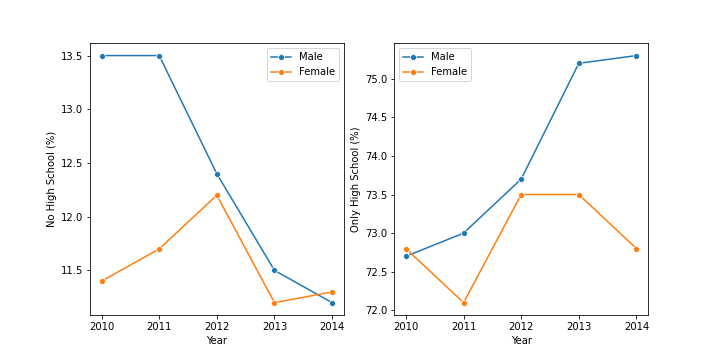 No High School (%)
13.5
13.0
12.5
12.0
11.5
2010 2011 2012 2013 2014
Year
Male
Female
Only High School (%)
75.0
74.5
74.0
73.5
73.0
72.5
72.0
2010 2011 2012 2013 2014
Year
Male
Female